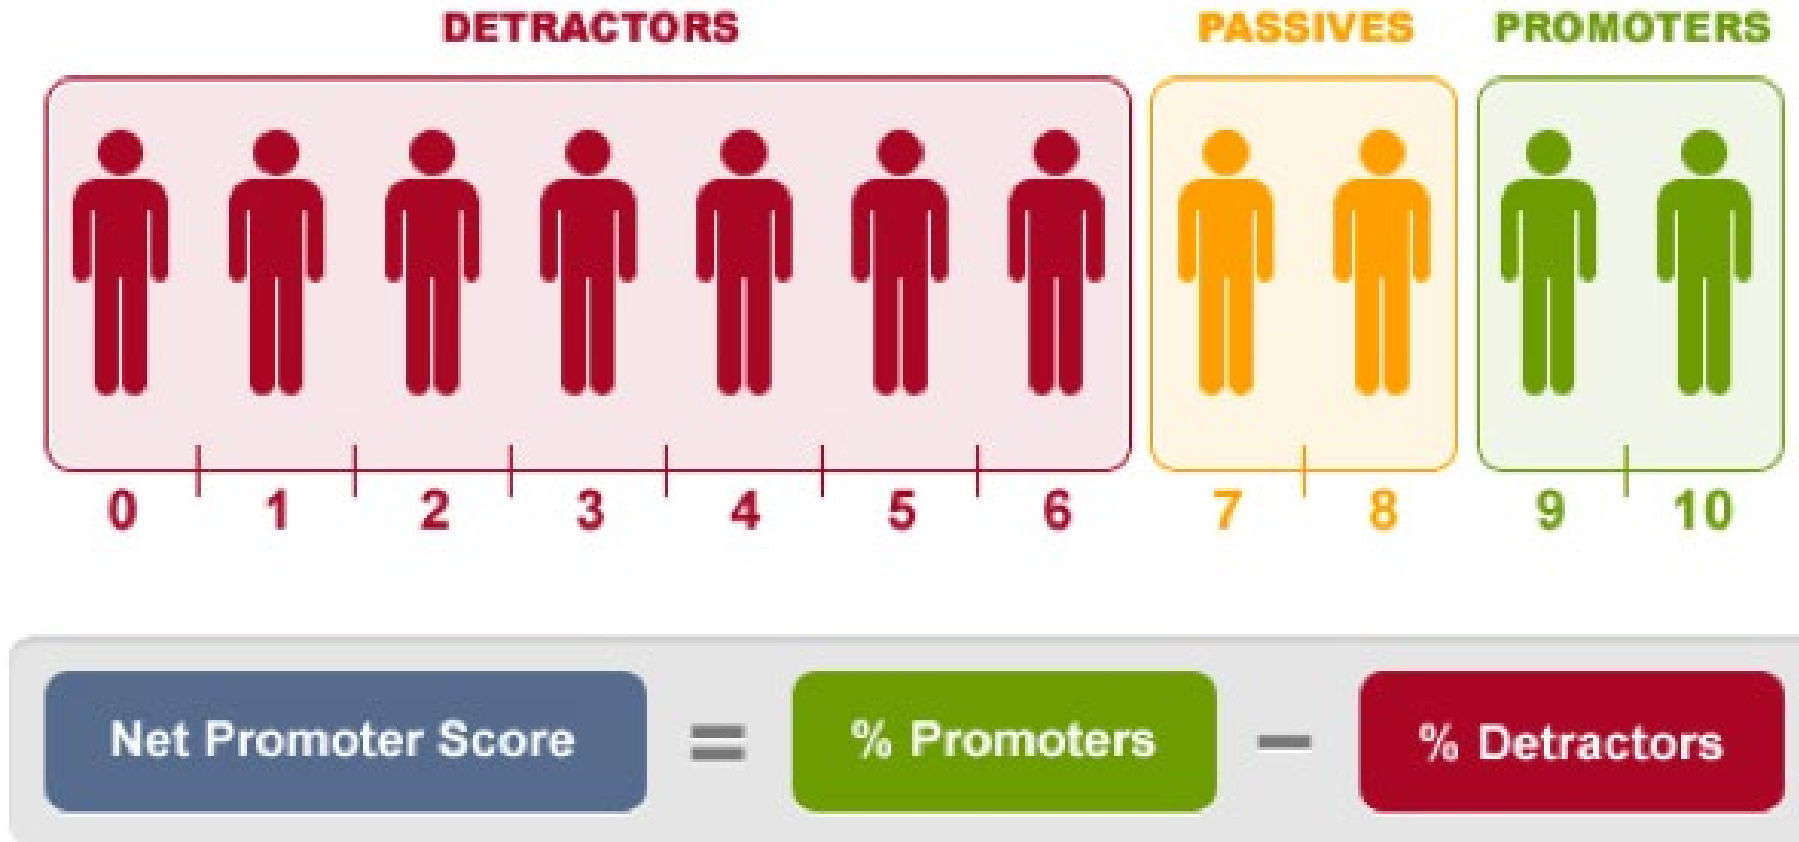 DETRACTORS PASSIVES PROMOTERS
0 1 2 3 4 5 6 7 8 9 10
Net Promoter Score = % Promoters − % Detractors